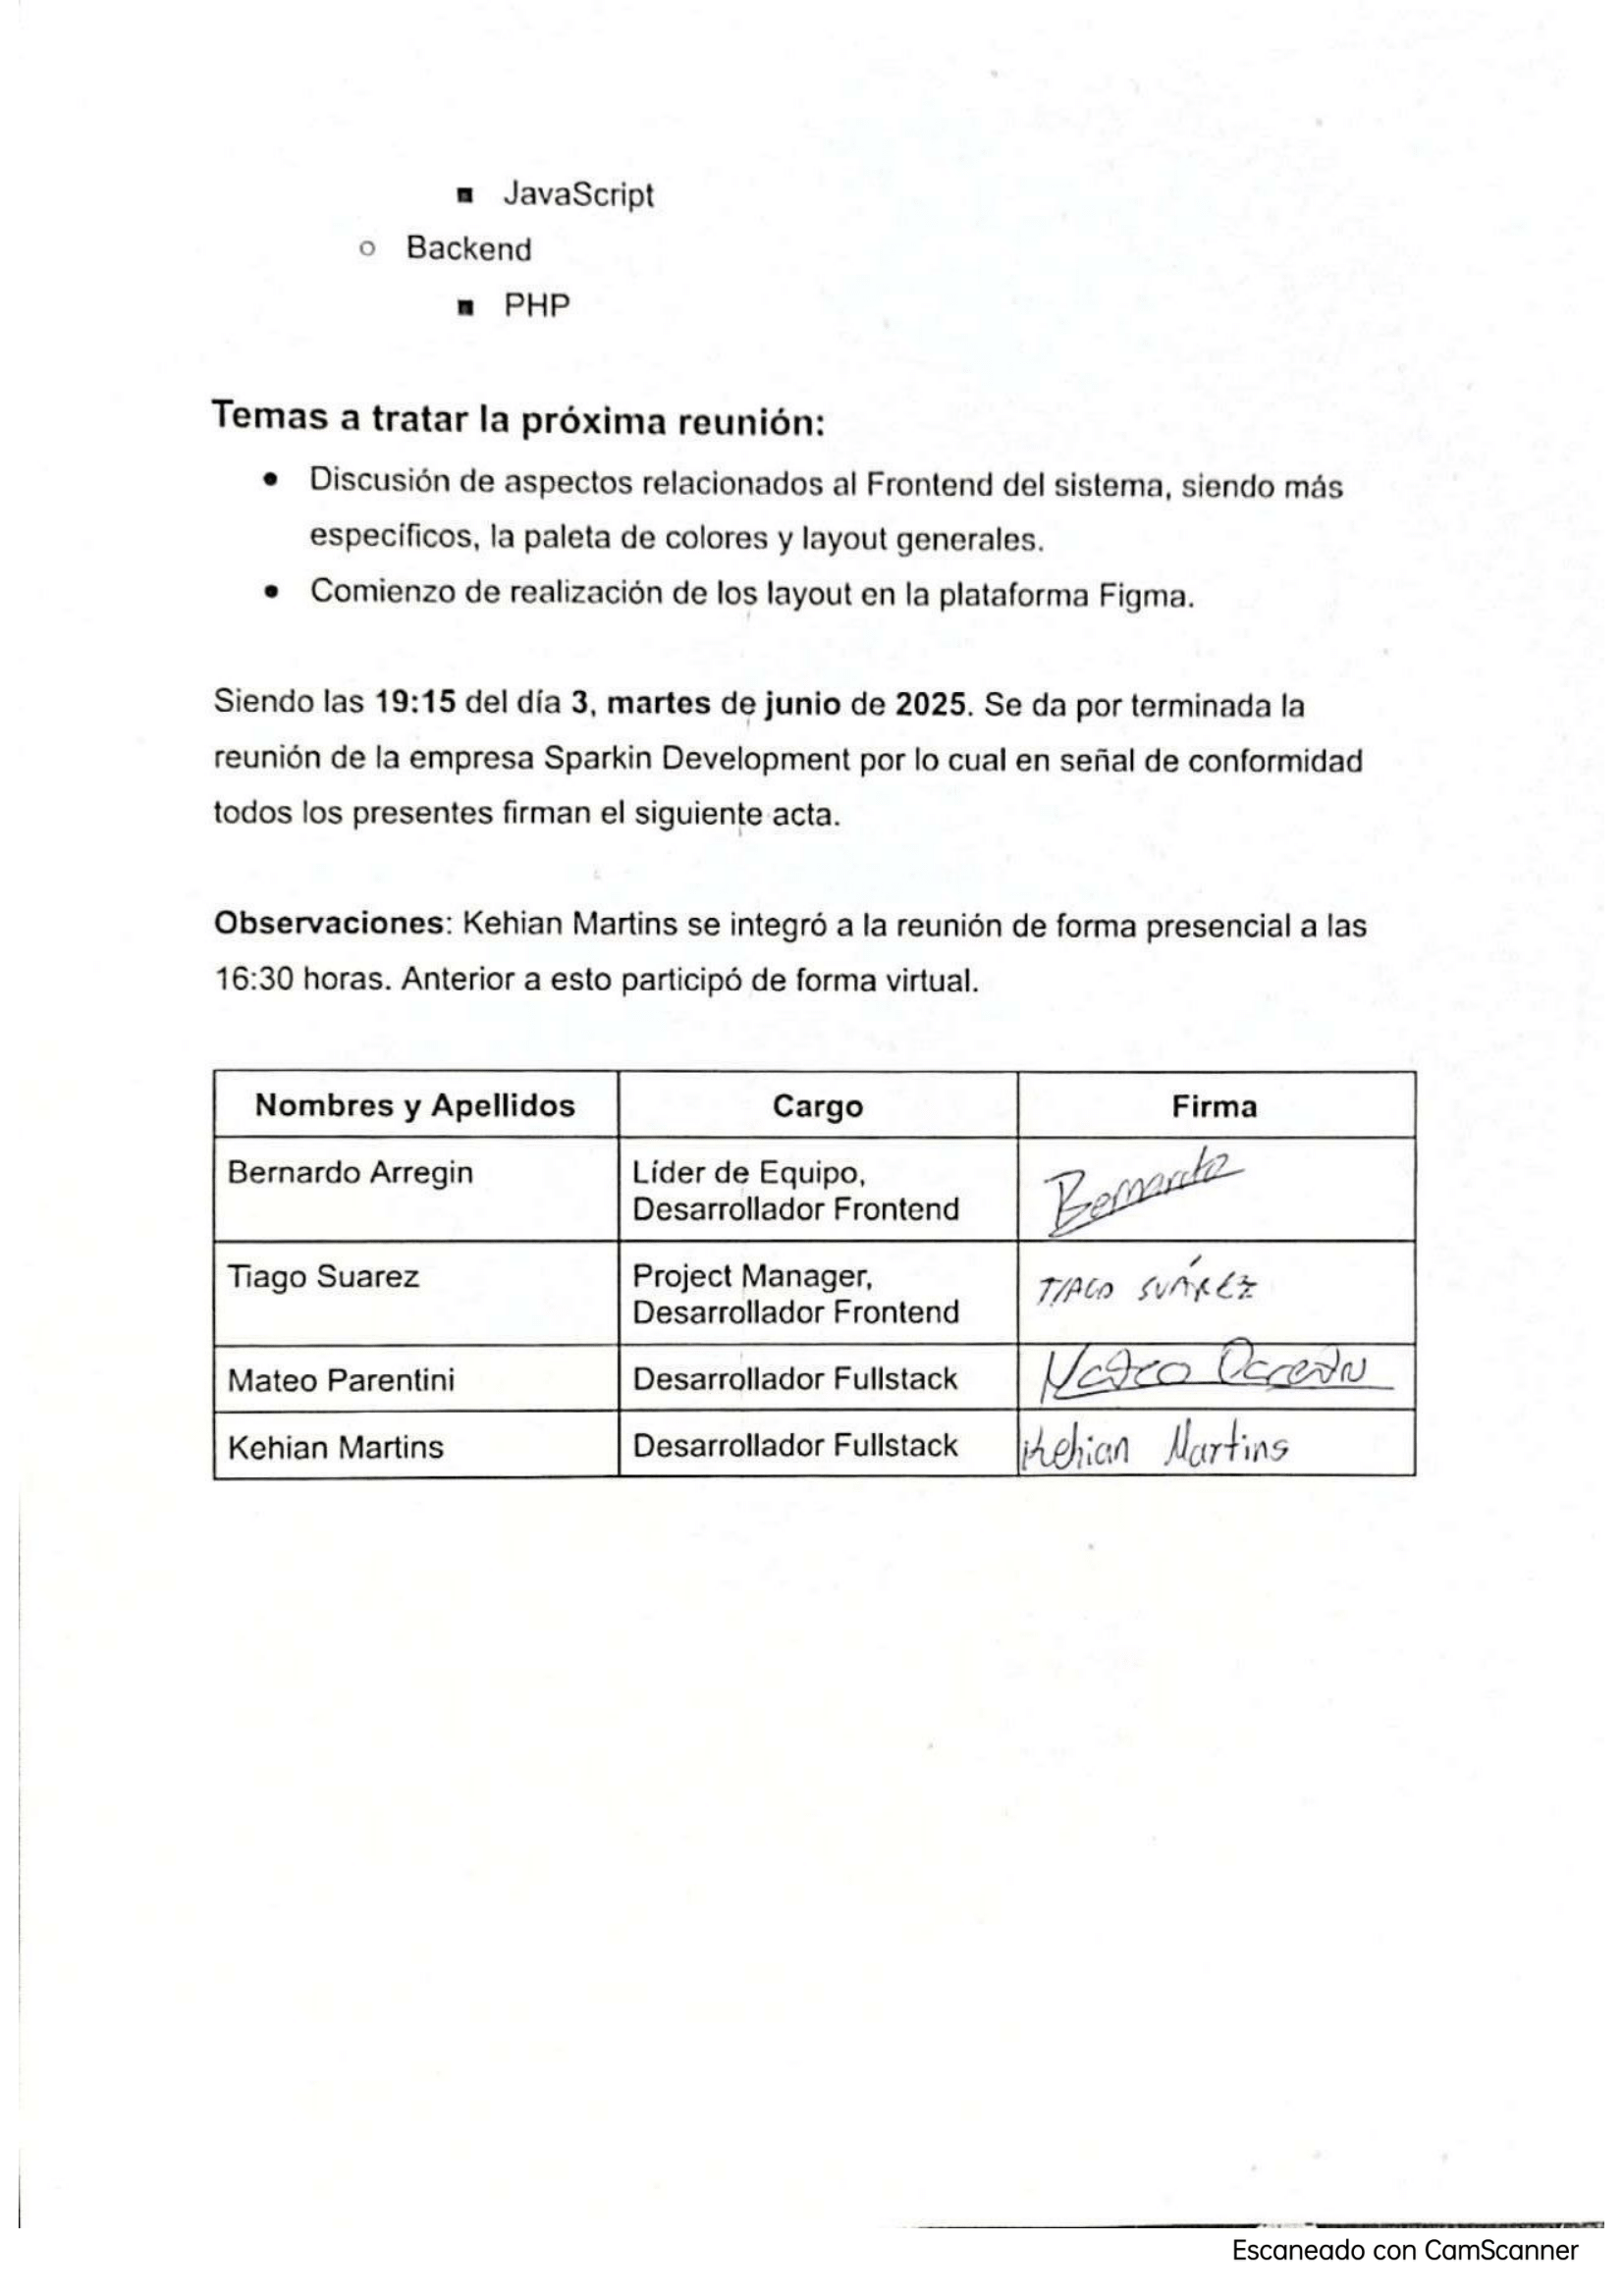 JavaScript
Backend
PHP
Temas a tratar la próxima reunión:
Discusión de aspectos relacionados al Frontend del sistema, siendo más
específicos, la paleta de colores y layout generales.
Comienzo de realización de los layout en la plataforma Figma.
Siendo las 19:15 del día 3, martes de junio de 2025. Se da por terminada la
reunión de la empresa Sparkin Development por lo cual en señal de conformidad
todos los presentes firman el siguiente acta.
Observaciones: Kehian Martins se integró a la reunión de forma presencial a las
16:30 horas. Anterior a esto participó de forma virtual.
Nombres y Apellidos Cargo Firma
Bernardo Arregin Líder de Equipo, Bernardo
Desarrollador Frontend
Tiago Suarez Project Manager, TIAGO SUÁREZ
Desarrollador Frontend
Mateo Parentini Desarrollador Fullstack Mateo
Kehian Martins Desarrollador Fullstack Kehian Martins
Escaneado con CamScanner